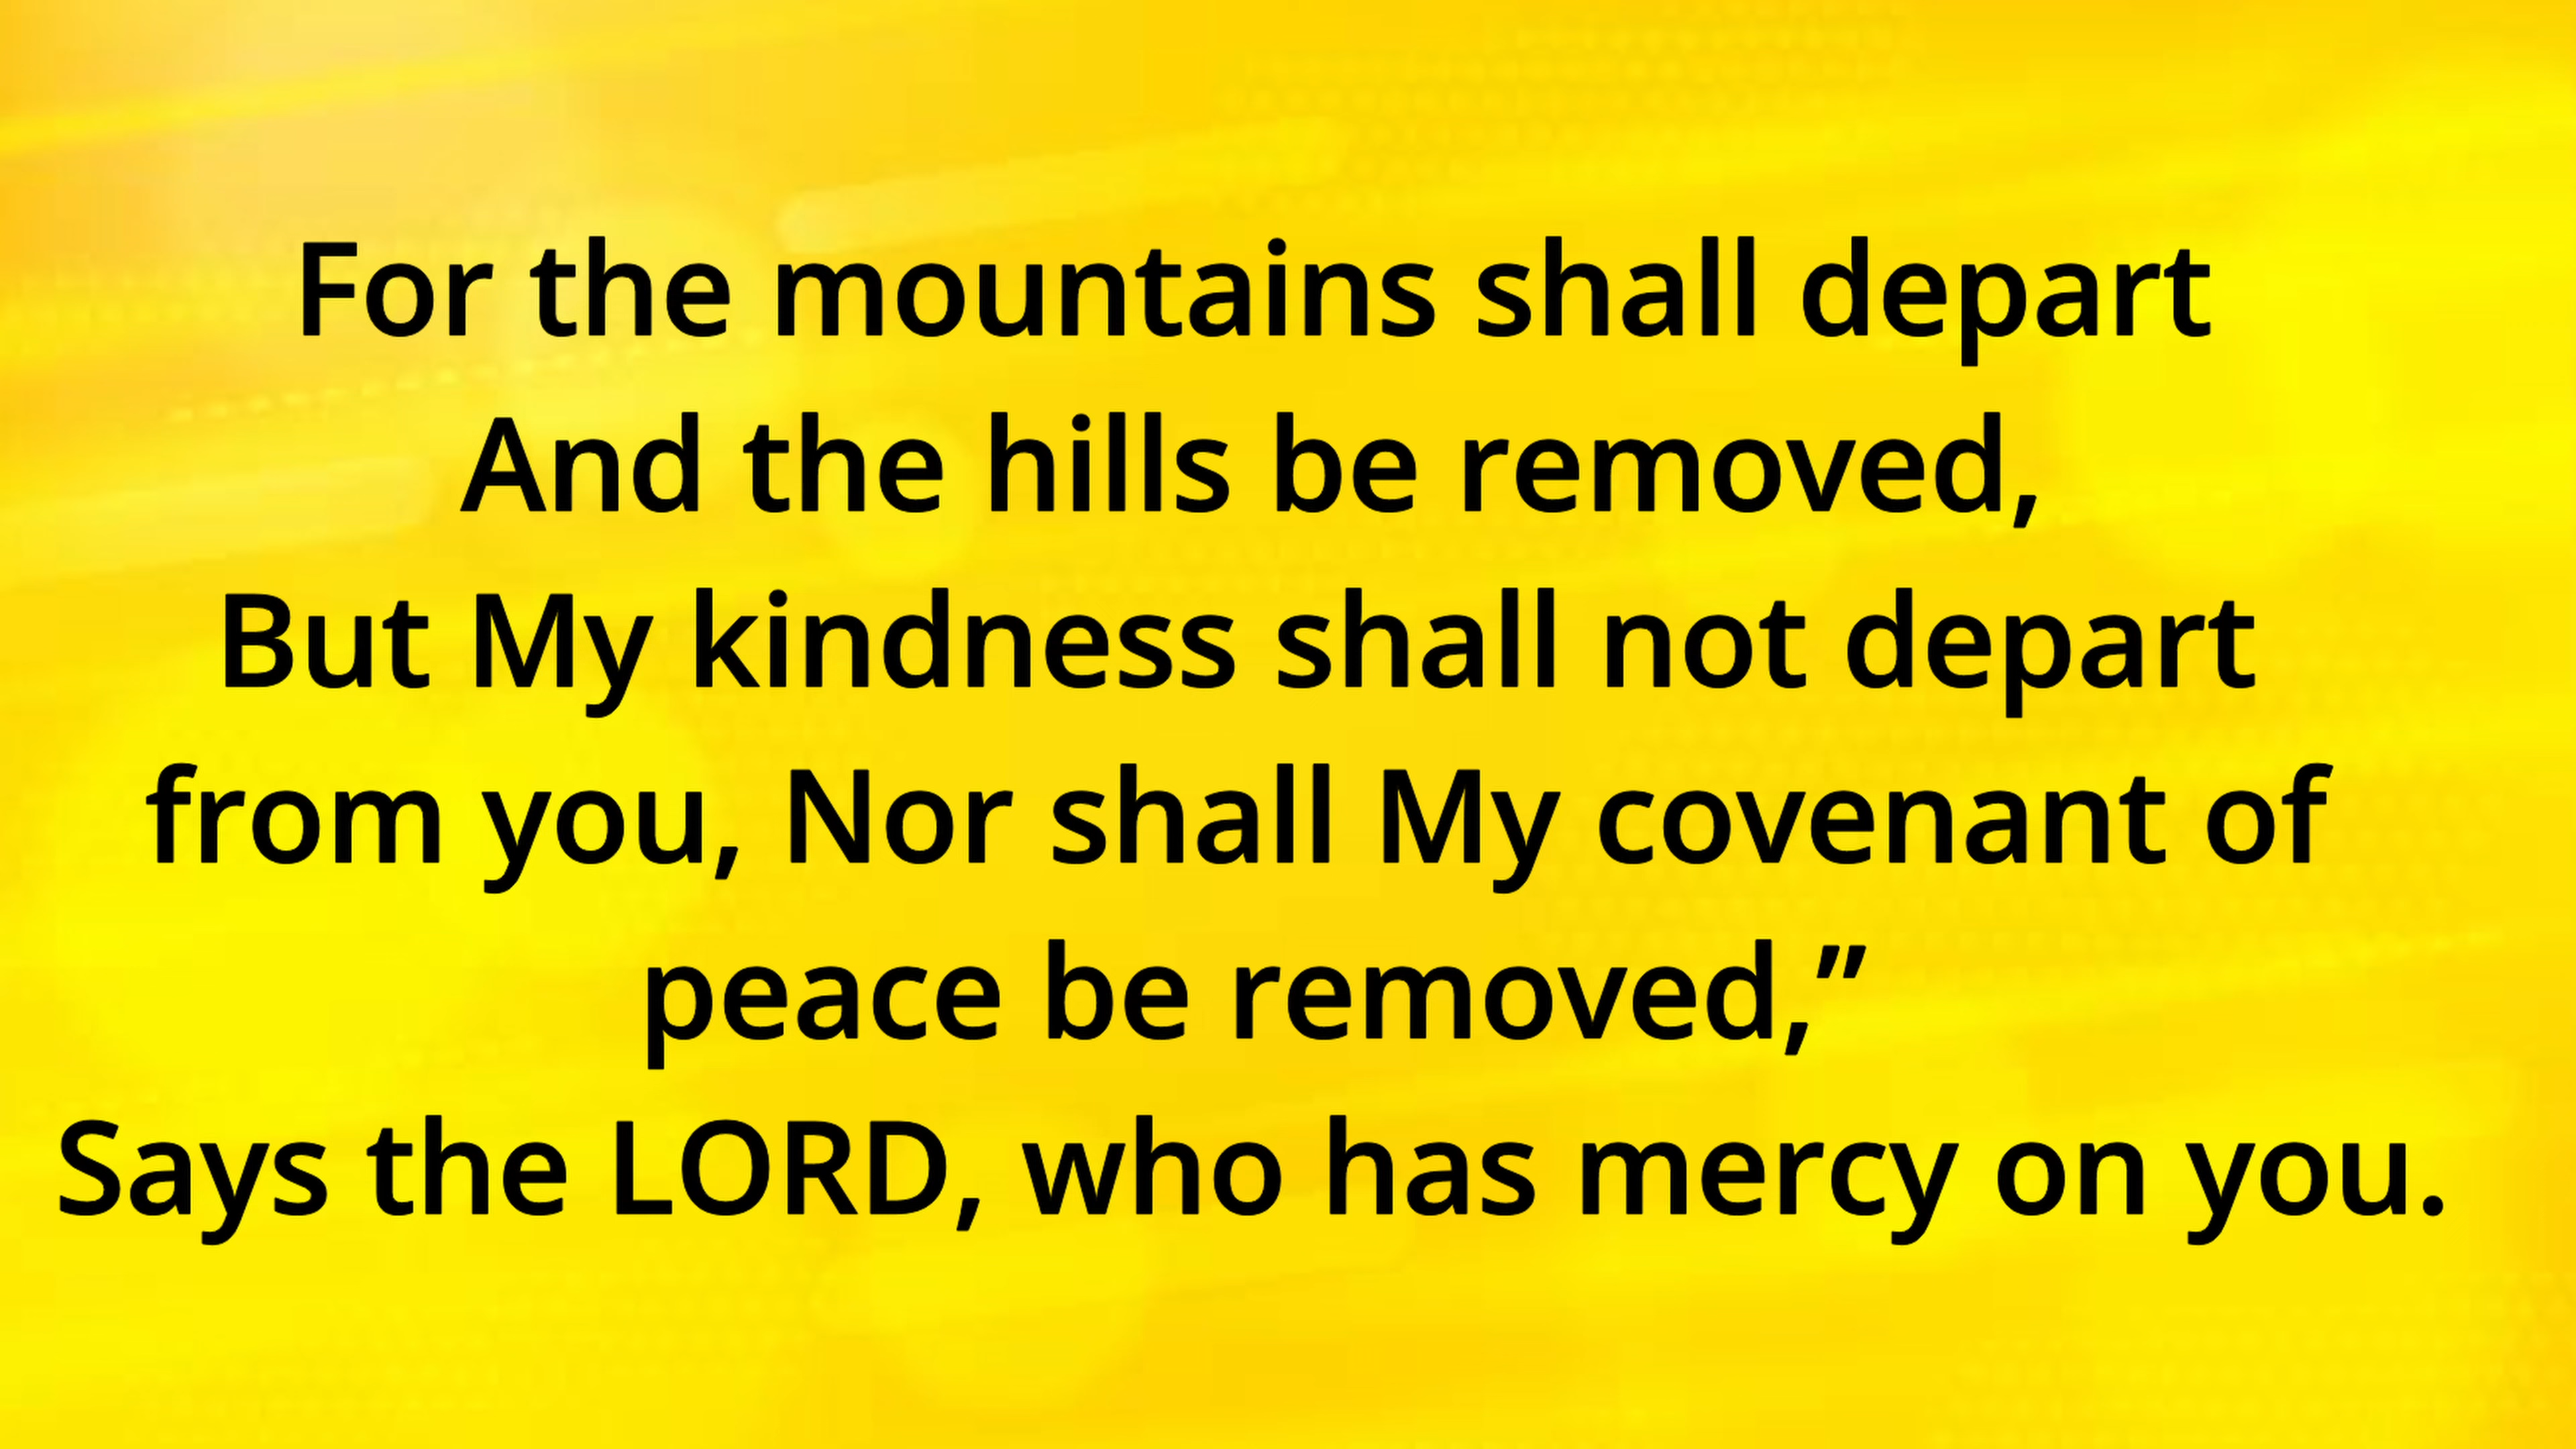 For the mountains shall depart
And the hills be removed,
But My kindness shall not depart
from you, Nor shall My covenant of
peace be removed,”
Says the LORD, who has mercy on you.